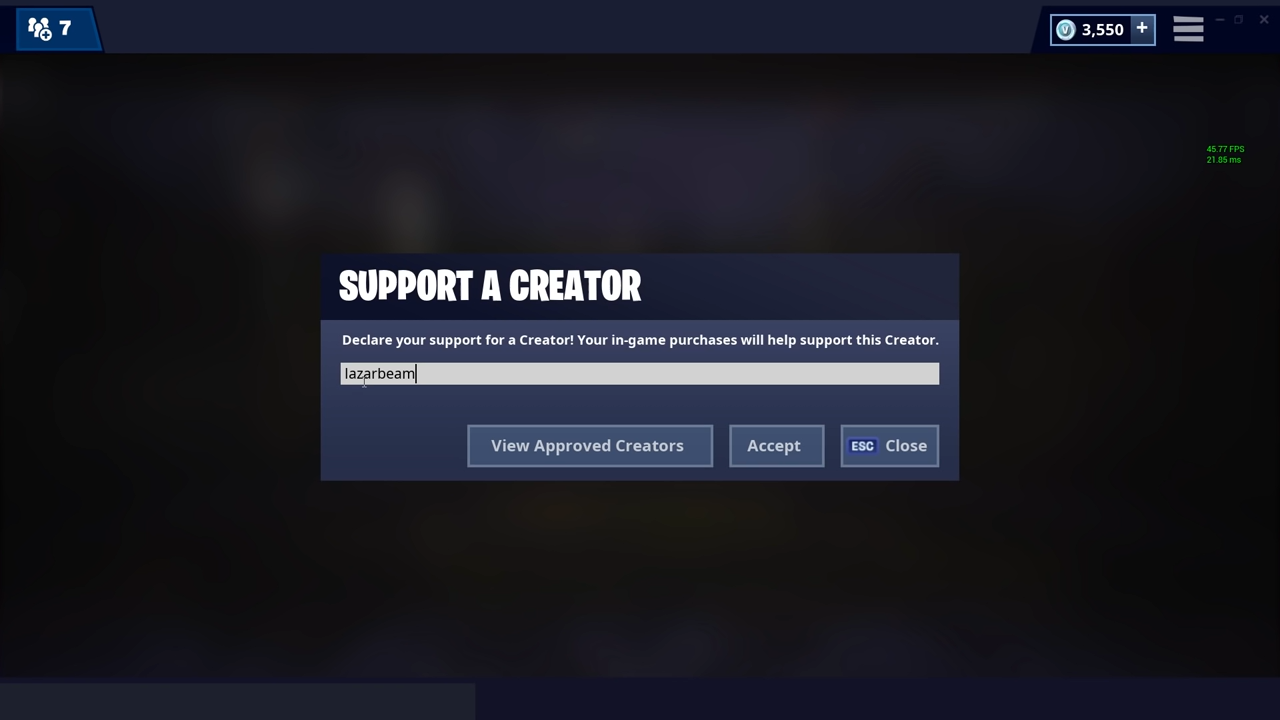 7
3,550 +
45.77 FPS
21.85 ms
SUPPORT A CREATOR
Declare your support for a Creator! Your in-game purchases will help support this Creator.
lazarbeam
View Approved Creators Accept ESC Close